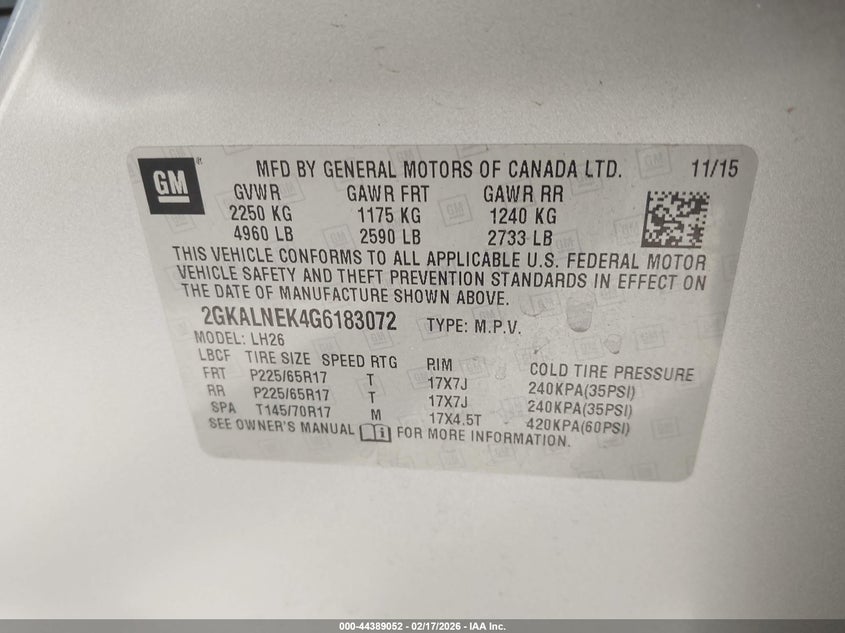 GM
MFD BY GENERAL MOTORS OF CANADA LTD. 11/15
GVWR GAWR FRT GAWR RR
2250 KG 1175 KG 1240 KG
4960 LB 2590 LB 2733 LB
THIS VEHICLE CONFORMS TO ALL APPLICABLE U.S. FEDERAL MOTOR
VEHICLE SAFETY AND THEFT PREVENTION STANDARDS IN EFFECT ON
THE DATE OF MANUFACTURE SHOWN ABOVE.
2GKALNEK4G6183072 TYPE: M.P.V.
MODEL: LH26
LBCF TIRE SIZE SPEED RTG RIM COLD TIRE PRESSURE
FRT P225/65R17 T 17X7J 240KPA(35PSI)
RR P225/65R17 T 17X7J 240KPA(35PSI)
SPA T145/70R17 M 17X4.5T 420KPA(60PSI)
SEE OWNER'S MANUAL i FOR MORE INFORMATION.
000-44389052 - 02/17/2026 - IAA Inc.